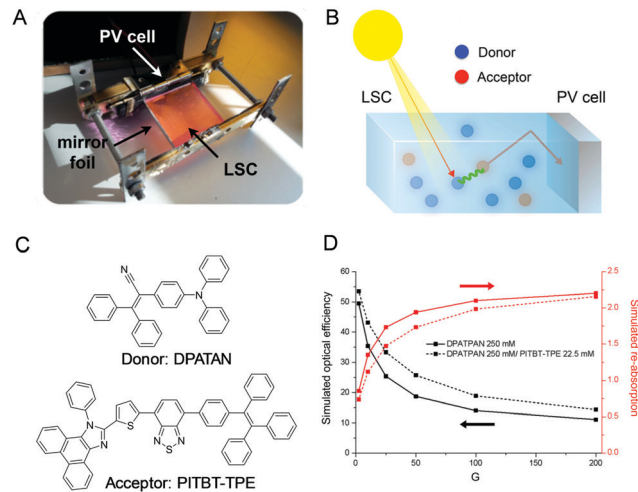 A
PV cell
mirror
foil
LSC
B
Donor
Acceptor
LSC
PV cell
C
N
N
Donor: DPATAN
N
N
S
N
S
N
Acceptor: PITBT-TPE
D
60
50
40
30
20
10
0
Simulated optical efficiency
2.5
2.0
1.5
1.0
0.5
0.0
Simulated re-absorption
DPATPAN 250 mM
DPATPAN 250 mM/ PITBT-TPE 22.5 mM
0
50
100
150
200
G